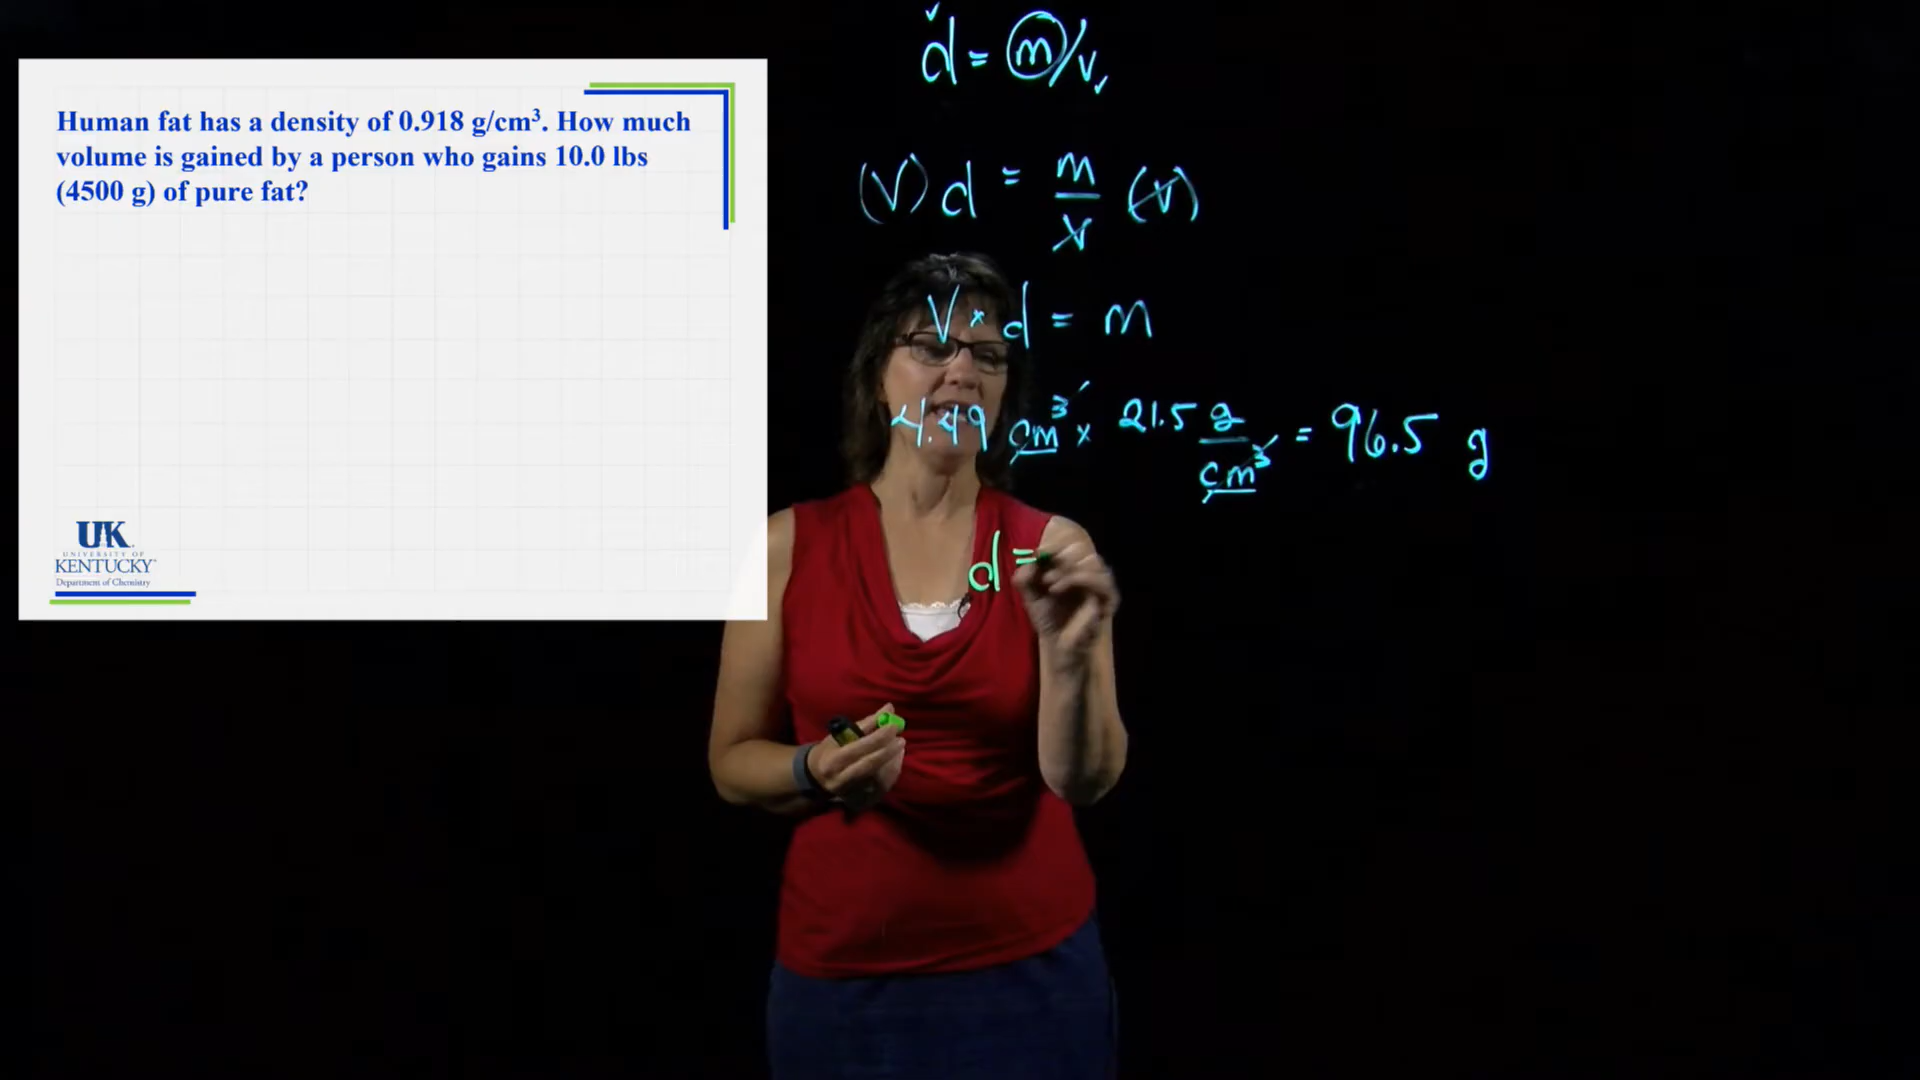 Human fat has a density of 0.918 g/cm³. How much
volume is gained by a person who gains 10.0 lbs
(4500 g) of pure fat?
UK
UNIVERSITY OF
KENTUCKY
Department of Chemistry
d = m/v
(V) d = m/v (v)
V × d = m
4.49 cm³ × 21.5 g/cm³ = 96.5 g
d =